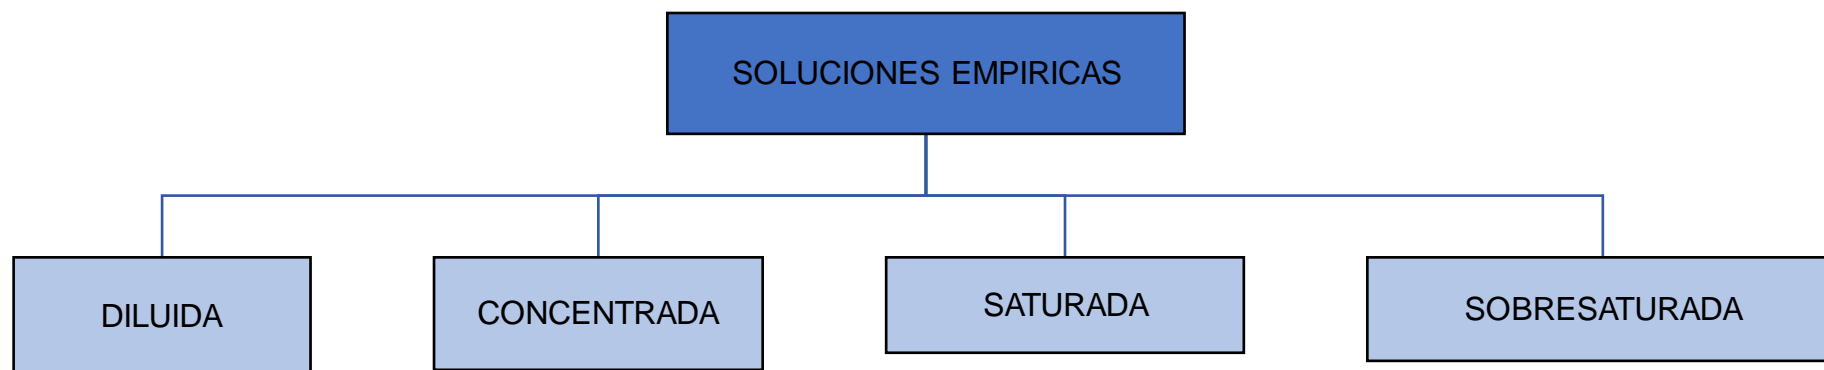 SOLUCIONES EMPIRICAS
DILUIDA
CONCENTRADA
SATURADA
SOBRESATURADA